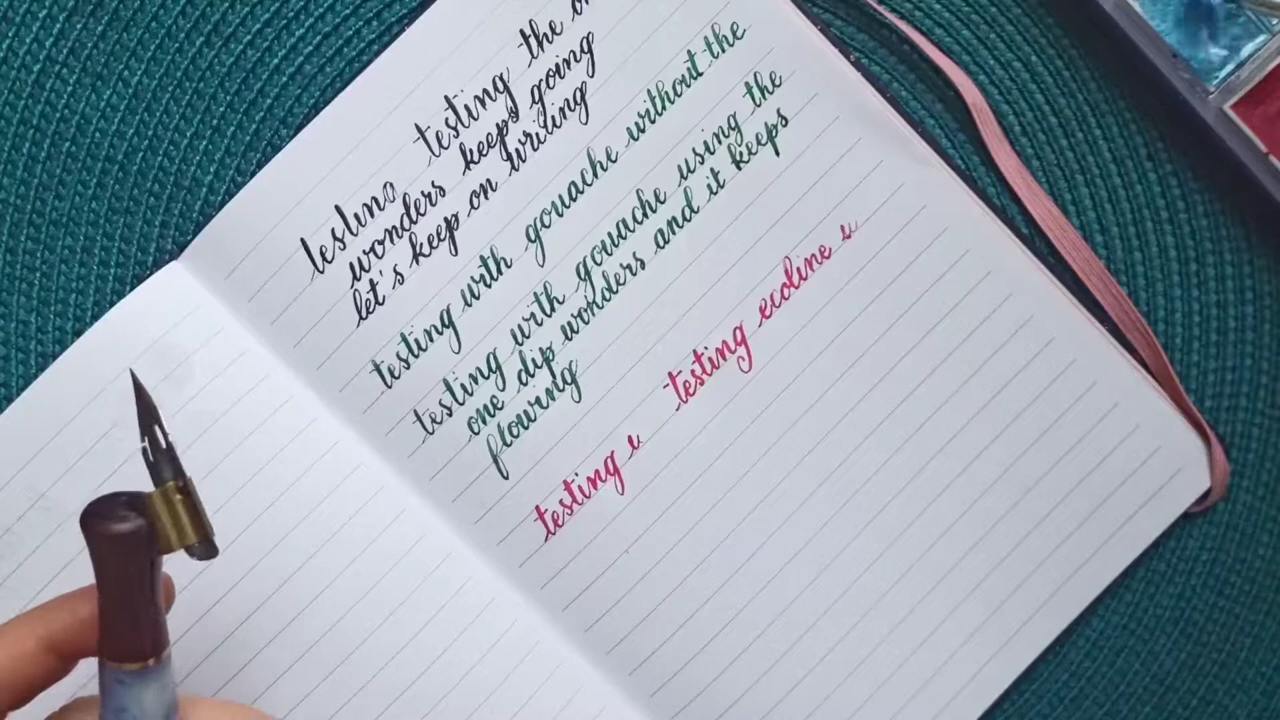 testing testing the
wonders keeps going
let's keep on writing
testing with gouache without the
testing with gouache using the
one dip wonders and it keeps
flowing
testing u testing ecoline u